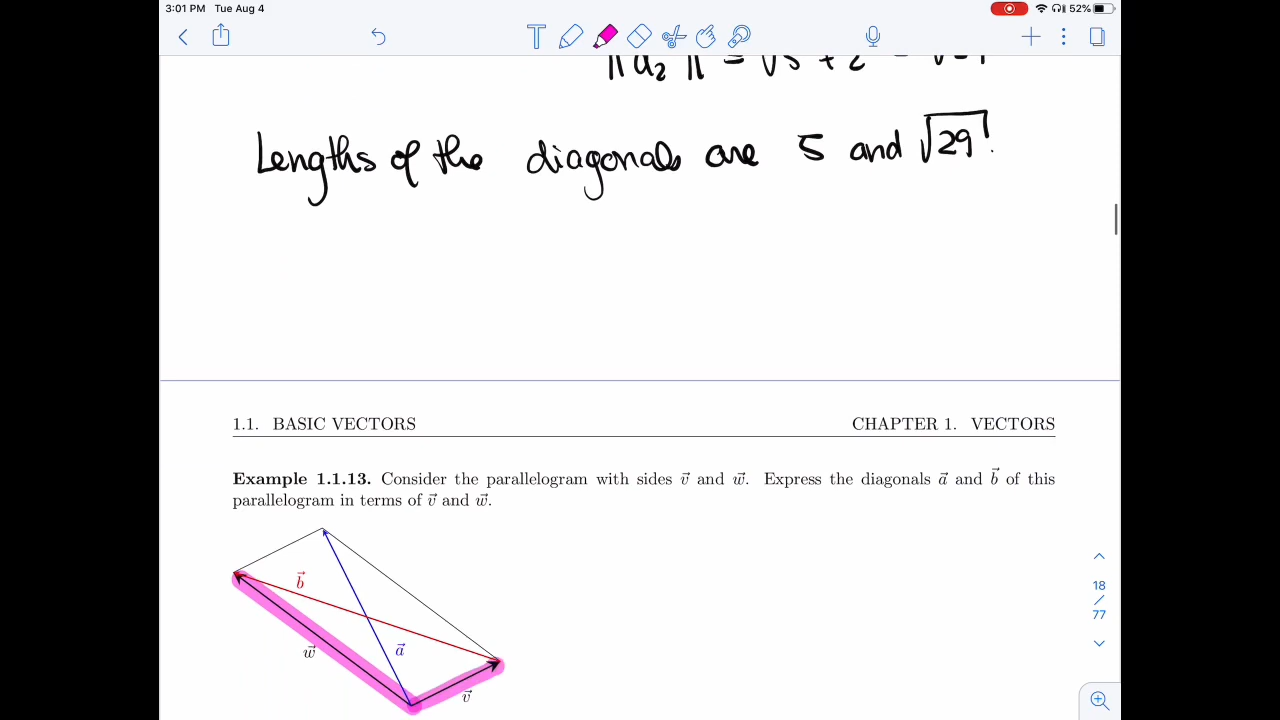 3:01 PM Tue Aug 4
52%
Lengths of the diagonals are 5 and √29.
1.1. BASIC VECTORS CHAPTER 1. VECTORS
Example 1.1.13. Consider the parallelogram with sides v⃗ and w⃗. Express the diagonals a⃗ and b⃗ of this
parallelogram in terms of v⃗ and w⃗.
b⃗
w⃗
a⃗
v⃗
18
/
77